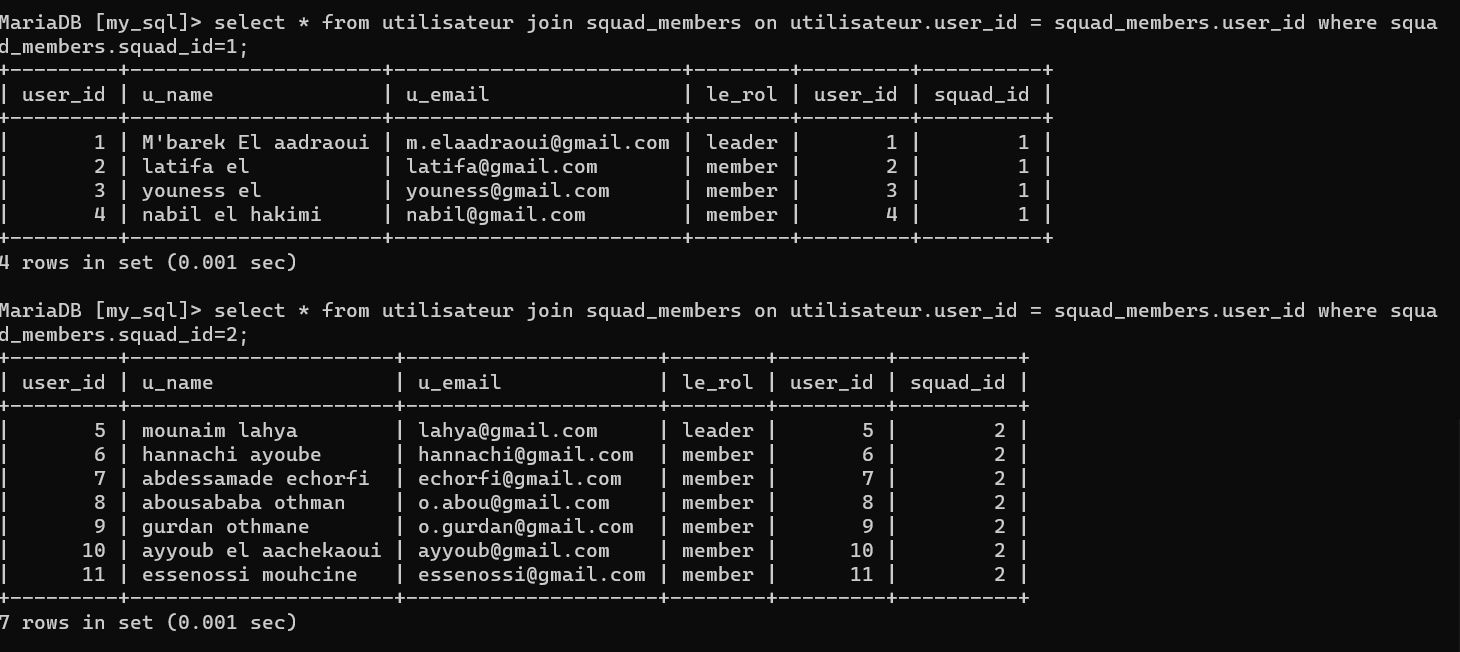 MariaDB [my_sql]> select * from utilisateur join squad_members on utilisateur.user_id = squad_members.user_id where squa
d_members.squad_id=1;
+---------+---------------------+------------------------+--------+---------+----------+
| user_id | u_name              | u_email                | le_rol | user_id | squad_id |
+---------+---------------------+------------------------+--------+---------+----------+
|       1 | M'barek El aadraoui | m.elaadraoui@gmail.com | leader |       1 |        1 |
|       2 | latifa el           | latifa@gmail.com       | member |       2 |        1 |
|       3 | youness el          | youness@gmail.com      | member |       3 |        1 |
|       4 | nabil el hakimi     | nabil@gmail.com        | member |       4 |        1 |
+---------+---------------------+------------------------+--------+---------+----------+
4 rows in set (0.001 sec)

MariaDB [my_sql]> select * from utilisateur join squad_members on utilisateur.user_id = squad_members.user_id where squa
d_members.squad_id=2;
+---------+----------------------+---------------------+--------+---------+----------+
| user_id | u_name               | u_email             | le_rol | user_id | squad_id |
+---------+----------------------+---------------------+--------+---------+----------+
|       5 | mounaim lahya        | lahya@gmail.com     | leader |       5 |        2 |
|       6 | hannachi ayoube      | hannachi@gmail.com  | member |       6 |        2 |
|       7 | abdessamade echorfi  | echorfi@gmail.com   | member |       7 |        2 |
|       8 | abousababa othman    | o.abou@gmail.com    | member |       8 |        2 |
|       9 | gurdan othmane       | o.gurdan@gmail.com  | member |       9 |        2 |
|      10 | ayyoub el aachekaoui | ayyoub@gmail.com    | member |      10 |        2 |
|      11 | essenossi mouhcine   | essenossi@gmail.com | member |      11 |        2 |
+---------+----------------------+---------------------+--------+---------+----------+
7 rows in set (0.001 sec)